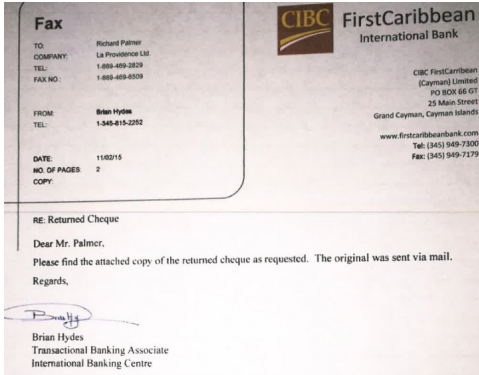 Fax
TO: Richard Palmer
COMPANY: La Providence Ltd.
TEL: 1-869-469-2829
FAX NO.: 1-869-469-8509
FROM: Brian Hydes
TEL: 1-345-815-2252
DATE: 11/02/15
NO. OF PAGES: 2
COPY:
CIBC FirstCaribbean
International Bank
CIBC FirstCarribean
(Cayman) Limited
PO BOX 66 GT
25 Main Street
Grand Cayman, Cayman Islands
www.firstcaribbeanbank.com
Tel: (345) 949-7300
Fax: (345) 949-7179
RE: Returned Cheque
Dear Mr. Palmer,
Please find the attached copy of the returned cheque as requested. The original was sent via mail.
Regards,
Brian Hydes
Transactional Banking Associate
International Banking Centre